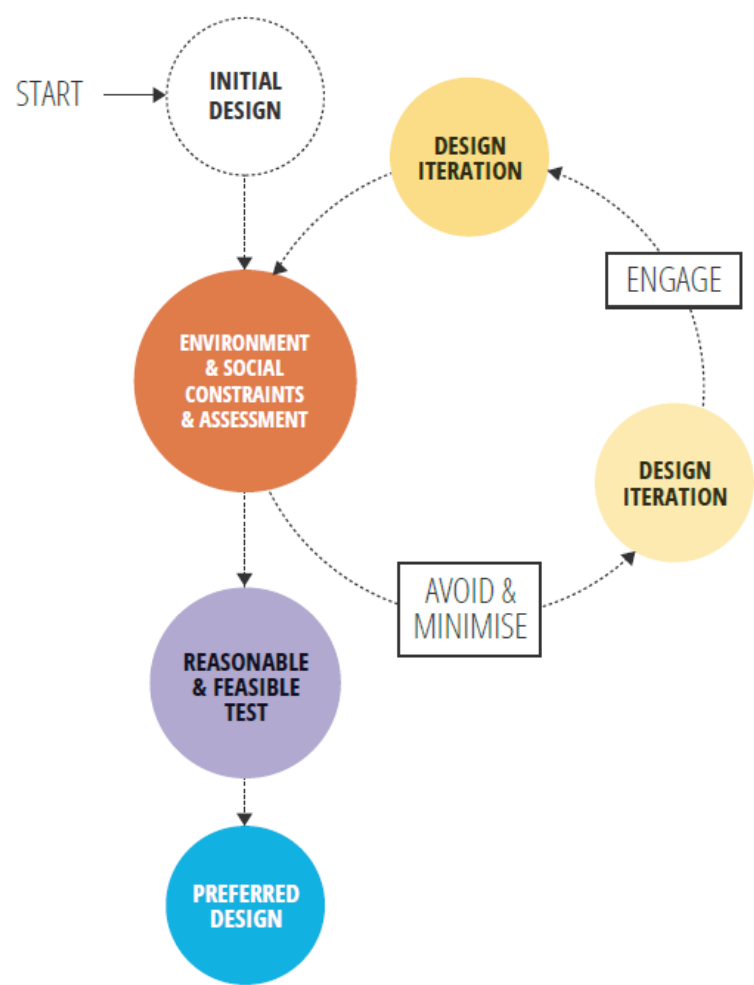 START
INITIAL
DESIGN
DESIGN
ITERATION
ENGAGE
ENVIRONMENT
& SOCIAL
CONSTRAINTS
& ASSESSMENT
DESIGN
ITERATION
AVOID &
MINIMISE
REASONABLE
& FEASIBLE
TEST
PREFERRED
DESIGN